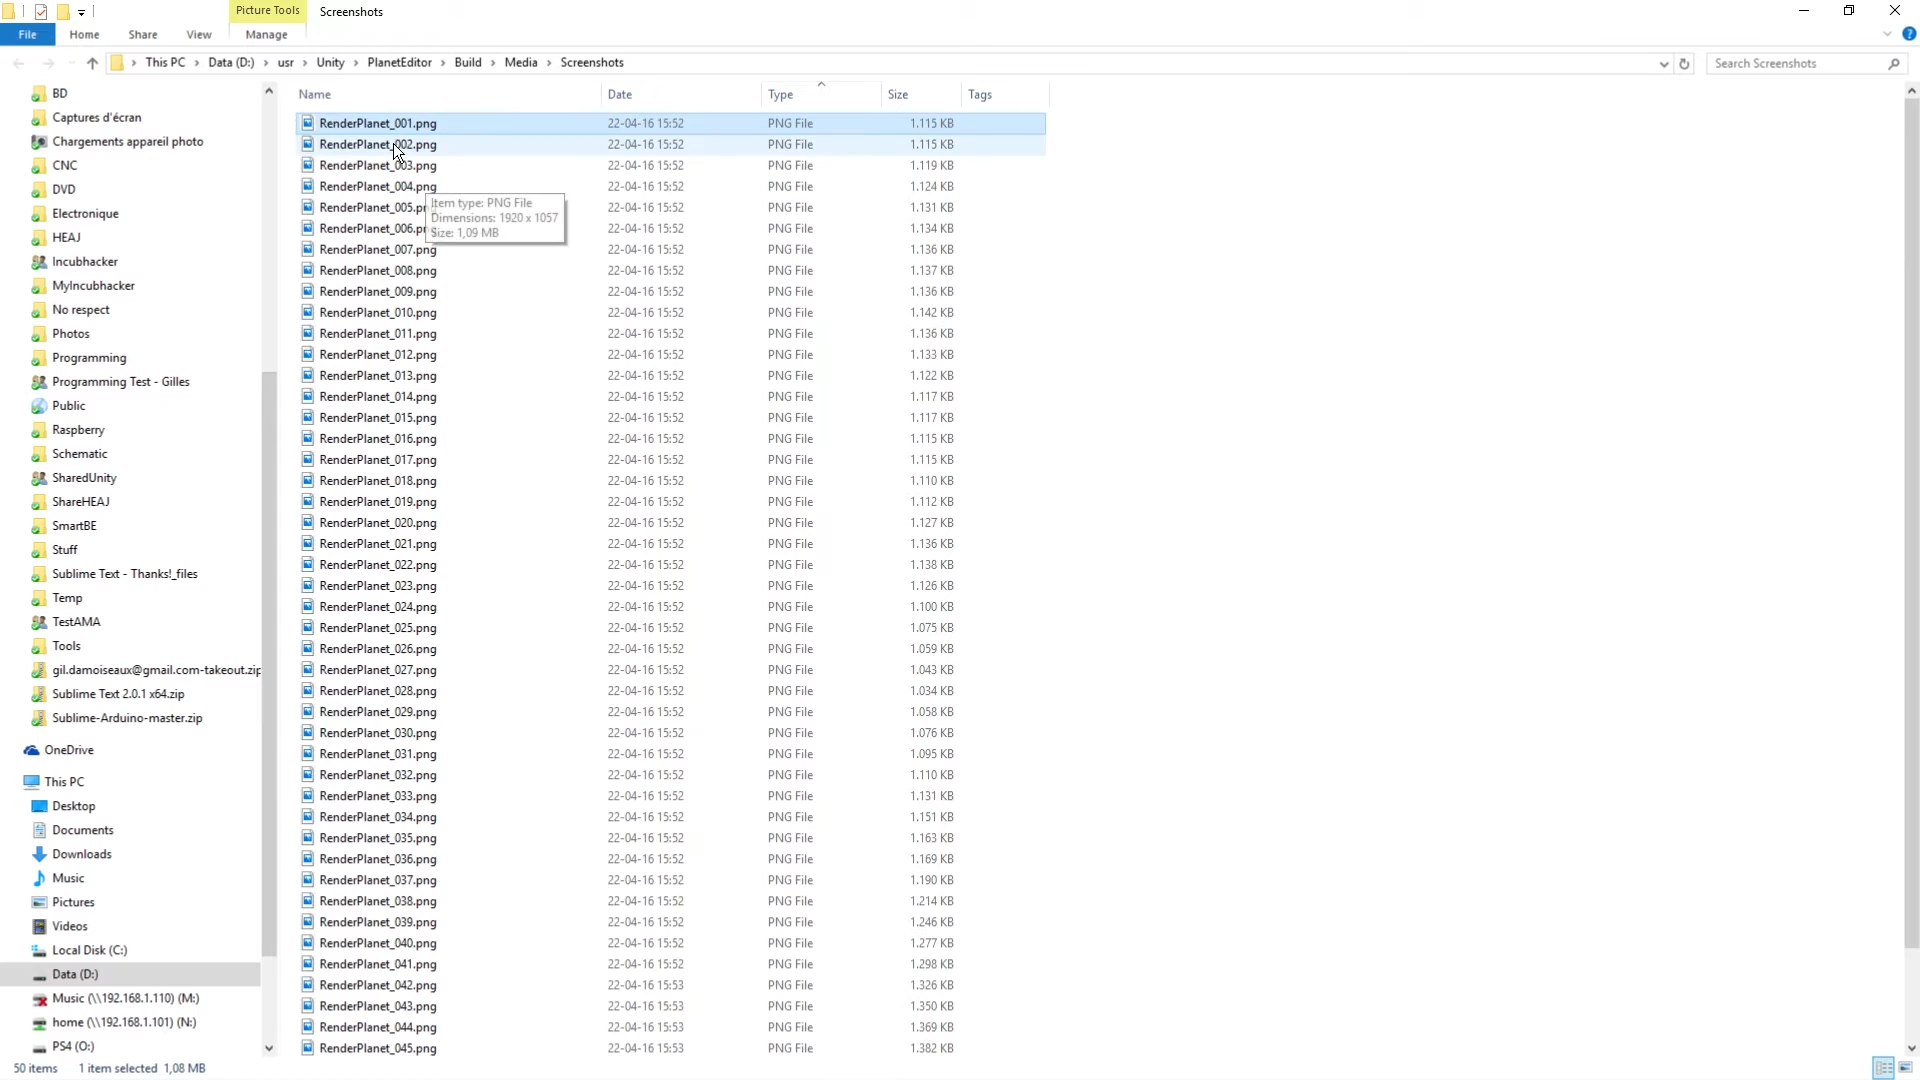 Picture Tools
Screenshots
File
Home
Share
View
Manage
This PC
Data (D:)
usr
Unity
PlanetEditor
Build
Media
Screenshots
Search Screenshots
BD
Captures d'écran
Chargements appareil photo
CNC
DVD
Electronique
HEAJ
Incubhacker
MyIncubhacker
No respect
Photos
Programming
Programming Test - Gilles
Public
Raspberry
Schematic
SharedUnity
ShareHEAJ
SmartBE
Stuff
Sublime Text - Thanks!_files
Temp
TestAMA
Tools
gil.damoiseaux@gmail.com-takeout.zip
Sublime Text 2.0.1 x64.zip
Sublime-Arduino-master.zip
OneDrive
This PC
Desktop
Documents
Downloads
Music
Pictures
Videos
Local Disk (C:)
Data (D:)
Music (\\192.168.1.110) (M:)
home (\\192.168.1.101) (N:)
PS4 (O:)
Name Date Type Size Tags
RenderPlanet_001.png 22-04-16 15:52 PNG File 1.115 KB
RenderPlanet_002.png 22-04-16 15:52 PNG File 1.115 KB
RenderPlanet_003.png 22-04-16 15:52 PNG File 1.119 KB
RenderPlanet_004.png 22-04-16 15:52 PNG File 1.124 KB
RenderPlanet_005.pn 22-04-16 15:52 PNG File 1.131 KB
RenderPlanet_006.pn 22-04-16 15:52 PNG File 1.134 KB
RenderPlanet_007.png 22-04-16 15:52 PNG File 1.136 KB
RenderPlanet_008.png 22-04-16 15:52 PNG File 1.137 KB
RenderPlanet_009.png 22-04-16 15:52 PNG File 1.136 KB
RenderPlanet_010.png 22-04-16 15:52 PNG File 1.142 KB
RenderPlanet_011.png 22-04-16 15:52 PNG File 1.136 KB
RenderPlanet_012.png 22-04-16 15:52 PNG File 1.133 KB
RenderPlanet_013.png 22-04-16 15:52 PNG File 1.122 KB
RenderPlanet_014.png 22-04-16 15:52 PNG File 1.117 KB
RenderPlanet_015.png 22-04-16 15:52 PNG File 1.117 KB
RenderPlanet_016.png 22-04-16 15:52 PNG File 1.115 KB
RenderPlanet_017.png 22-04-16 15:52 PNG File 1.115 KB
RenderPlanet_018.png 22-04-16 15:52 PNG File 1.110 KB
RenderPlanet_019.png 22-04-16 15:52 PNG File 1.112 KB
RenderPlanet_020.png 22-04-16 15:52 PNG File 1.127 KB
RenderPlanet_021.png 22-04-16 15:52 PNG File 1.136 KB
RenderPlanet_022.png 22-04-16 15:52 PNG File 1.138 KB
RenderPlanet_023.png 22-04-16 15:52 PNG File 1.126 KB
RenderPlanet_024.png 22-04-16 15:52 PNG File 1.100 KB
RenderPlanet_025.png 22-04-16 15:52 PNG File 1.075 KB
RenderPlanet_026.png 22-04-16 15:52 PNG File 1.059 KB
RenderPlanet_027.png 22-04-16 15:52 PNG File 1.043 KB
RenderPlanet_028.png 22-04-16 15:52 PNG File 1.034 KB
RenderPlanet_029.png 22-04-16 15:52 PNG File 1.058 KB
RenderPlanet_030.png 22-04-16 15:52 PNG File 1.076 KB
RenderPlanet_031.png 22-04-16 15:52 PNG File 1.095 KB
RenderPlanet_032.png 22-04-16 15:52 PNG File 1.110 KB
RenderPlanet_033.png 22-04-16 15:52 PNG File 1.131 KB
RenderPlanet_034.png 22-04-16 15:52 PNG File 1.151 KB
RenderPlanet_035.png 22-04-16 15:52 PNG File 1.163 KB
RenderPlanet_036.png 22-04-16 15:52 PNG File 1.169 KB
RenderPlanet_037.png 22-04-16 15:52 PNG File 1.190 KB
RenderPlanet_038.png 22-04-16 15:52 PNG File 1.214 KB
RenderPlanet_039.png 22-04-16 15:52 PNG File 1.246 KB
RenderPlanet_040.png 22-04-16 15:52 PNG File 1.277 KB
RenderPlanet_041.png 22-04-16 15:52 PNG File 1.298 KB
RenderPlanet_042.png 22-04-16 15:53 PNG File 1.326 KB
RenderPlanet_043.png 22-04-16 15:53 PNG File 1.350 KB
RenderPlanet_044.png 22-04-16 15:53 PNG File 1.369 KB
RenderPlanet_045.png 22-04-16 15:53 PNG File 1.382 KB
Item type: PNG File
Dimensions: 1920 x 1057
Size: 1,09 MB
50 items 1 item selected 1,08 MB